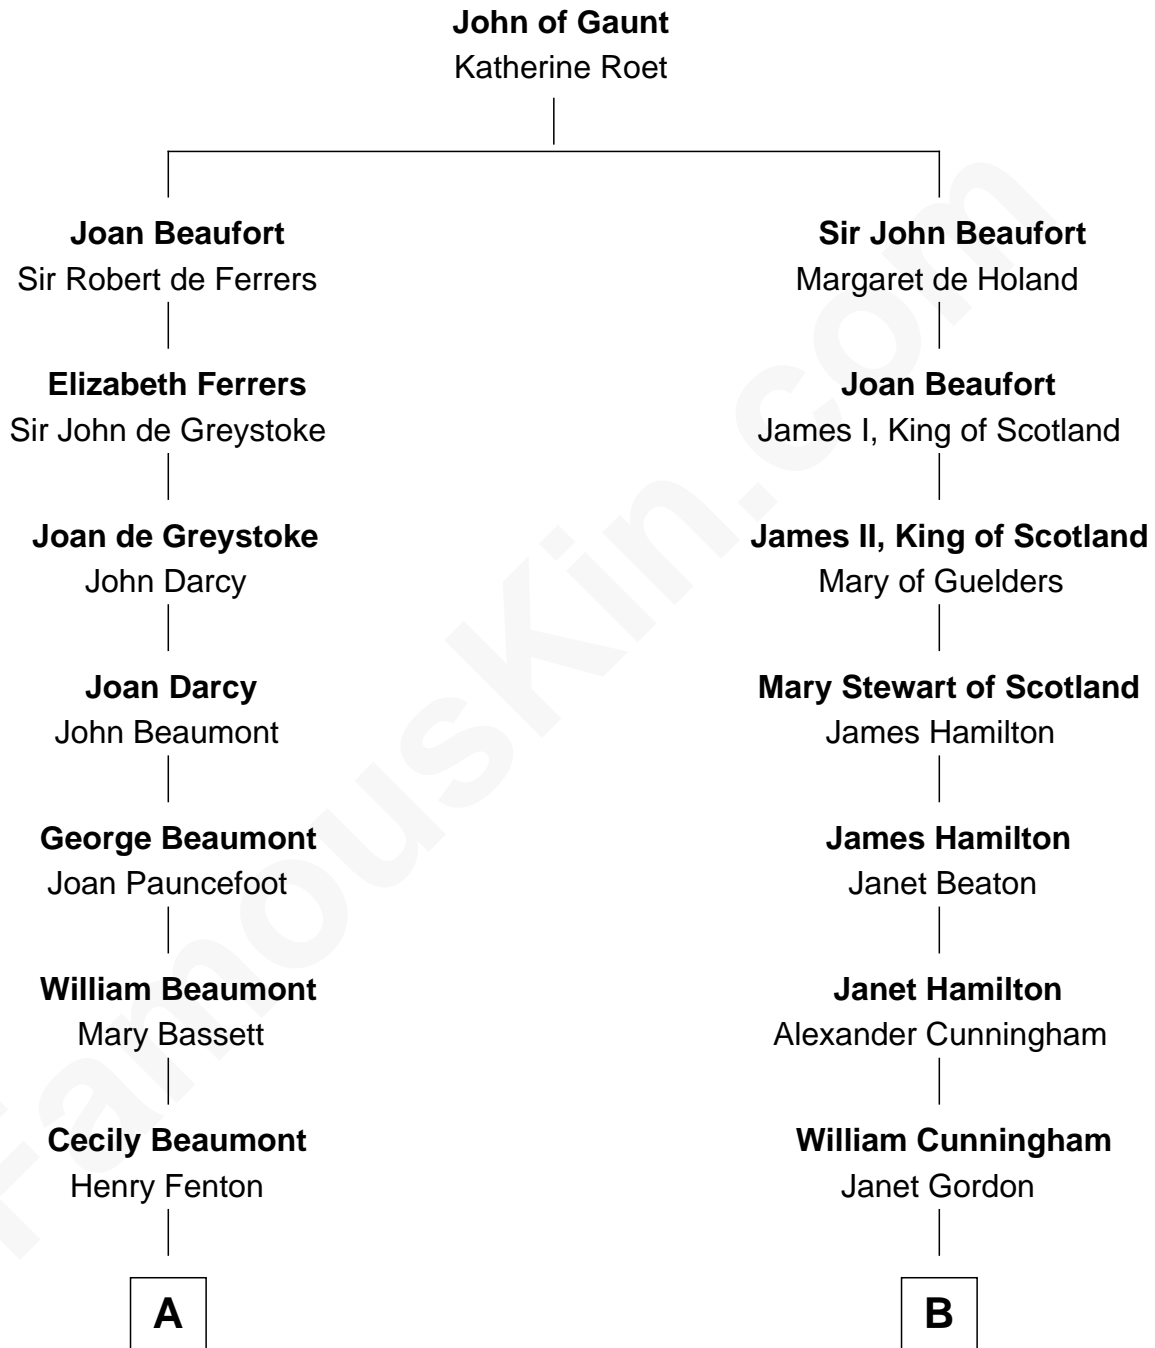 John of Gaunt
Katherine Roet
Joan Beaufort
Sir Robert de Ferrers
Sir John Beaufort
Margaret de Holand
Elizabeth Ferrers
Sir John de Greystoke
Joan Beaufort
James I, King of Scotland
Joan de Greystoke
John Darcy
James II, King of Scotland
Mary of Guelders
Joan Darcy
John Beaumont
Mary Stewart of Scotland
James Hamilton
George Beaumont
Joan Pauncefoot
James Hamilton
Janet Beaton
William Beaumont
Mary Bassett
Janet Hamilton
Alexander Cunningham
Cecily Beaumont
Henry Fenton
William Cunningham
Janet Gordon
A
B
FamousKin.com